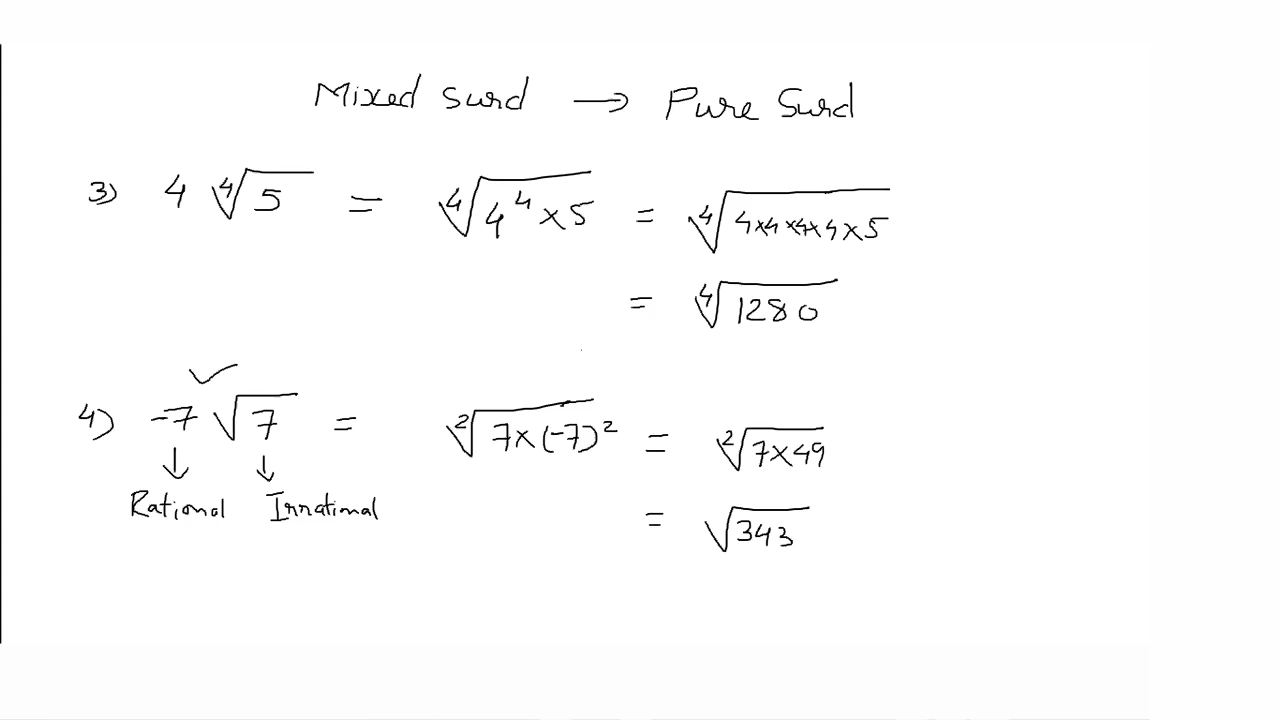 Mixed Surd → Pure Surd
3) 4 ∜5 = ∜(4⁴ × 5) = ∜(4×4×4×4×5)
= ∜1280
✓
4) -7 √7 = ²√(7×(-7)²) = ²√(7×49)
↓ ↓
Rational Irrational
= √343